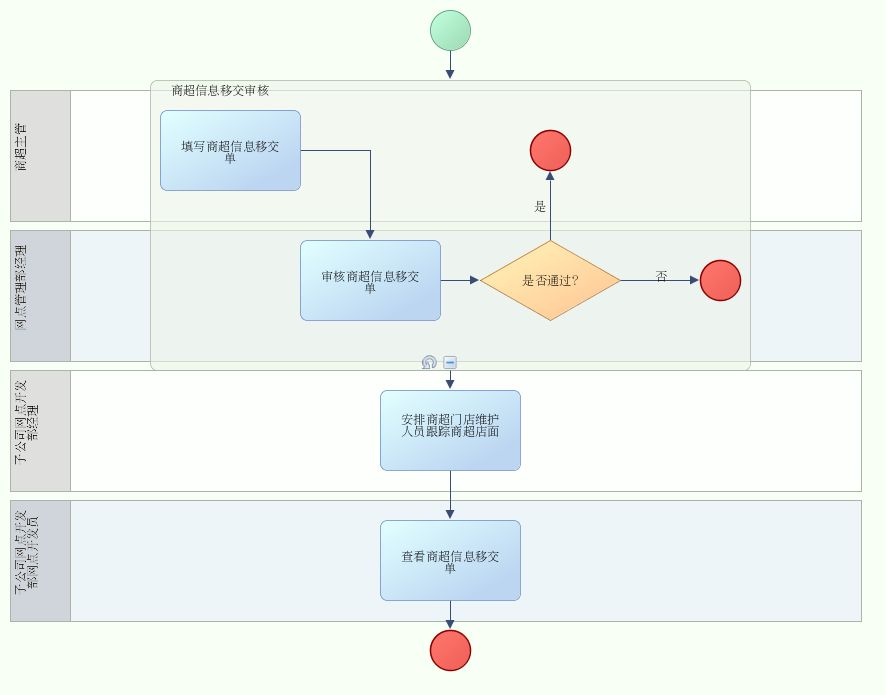 商超信息移交审核
商超主管
填写商超信息移交
单
是
网点管理部经理
审核商超信息移交
单
是否通过?
否
子公司网点开发
部经理
安排商超门店维护
人员跟踪商超店面
子公司网点开发
部网点开发员
查看商超信息移交
单